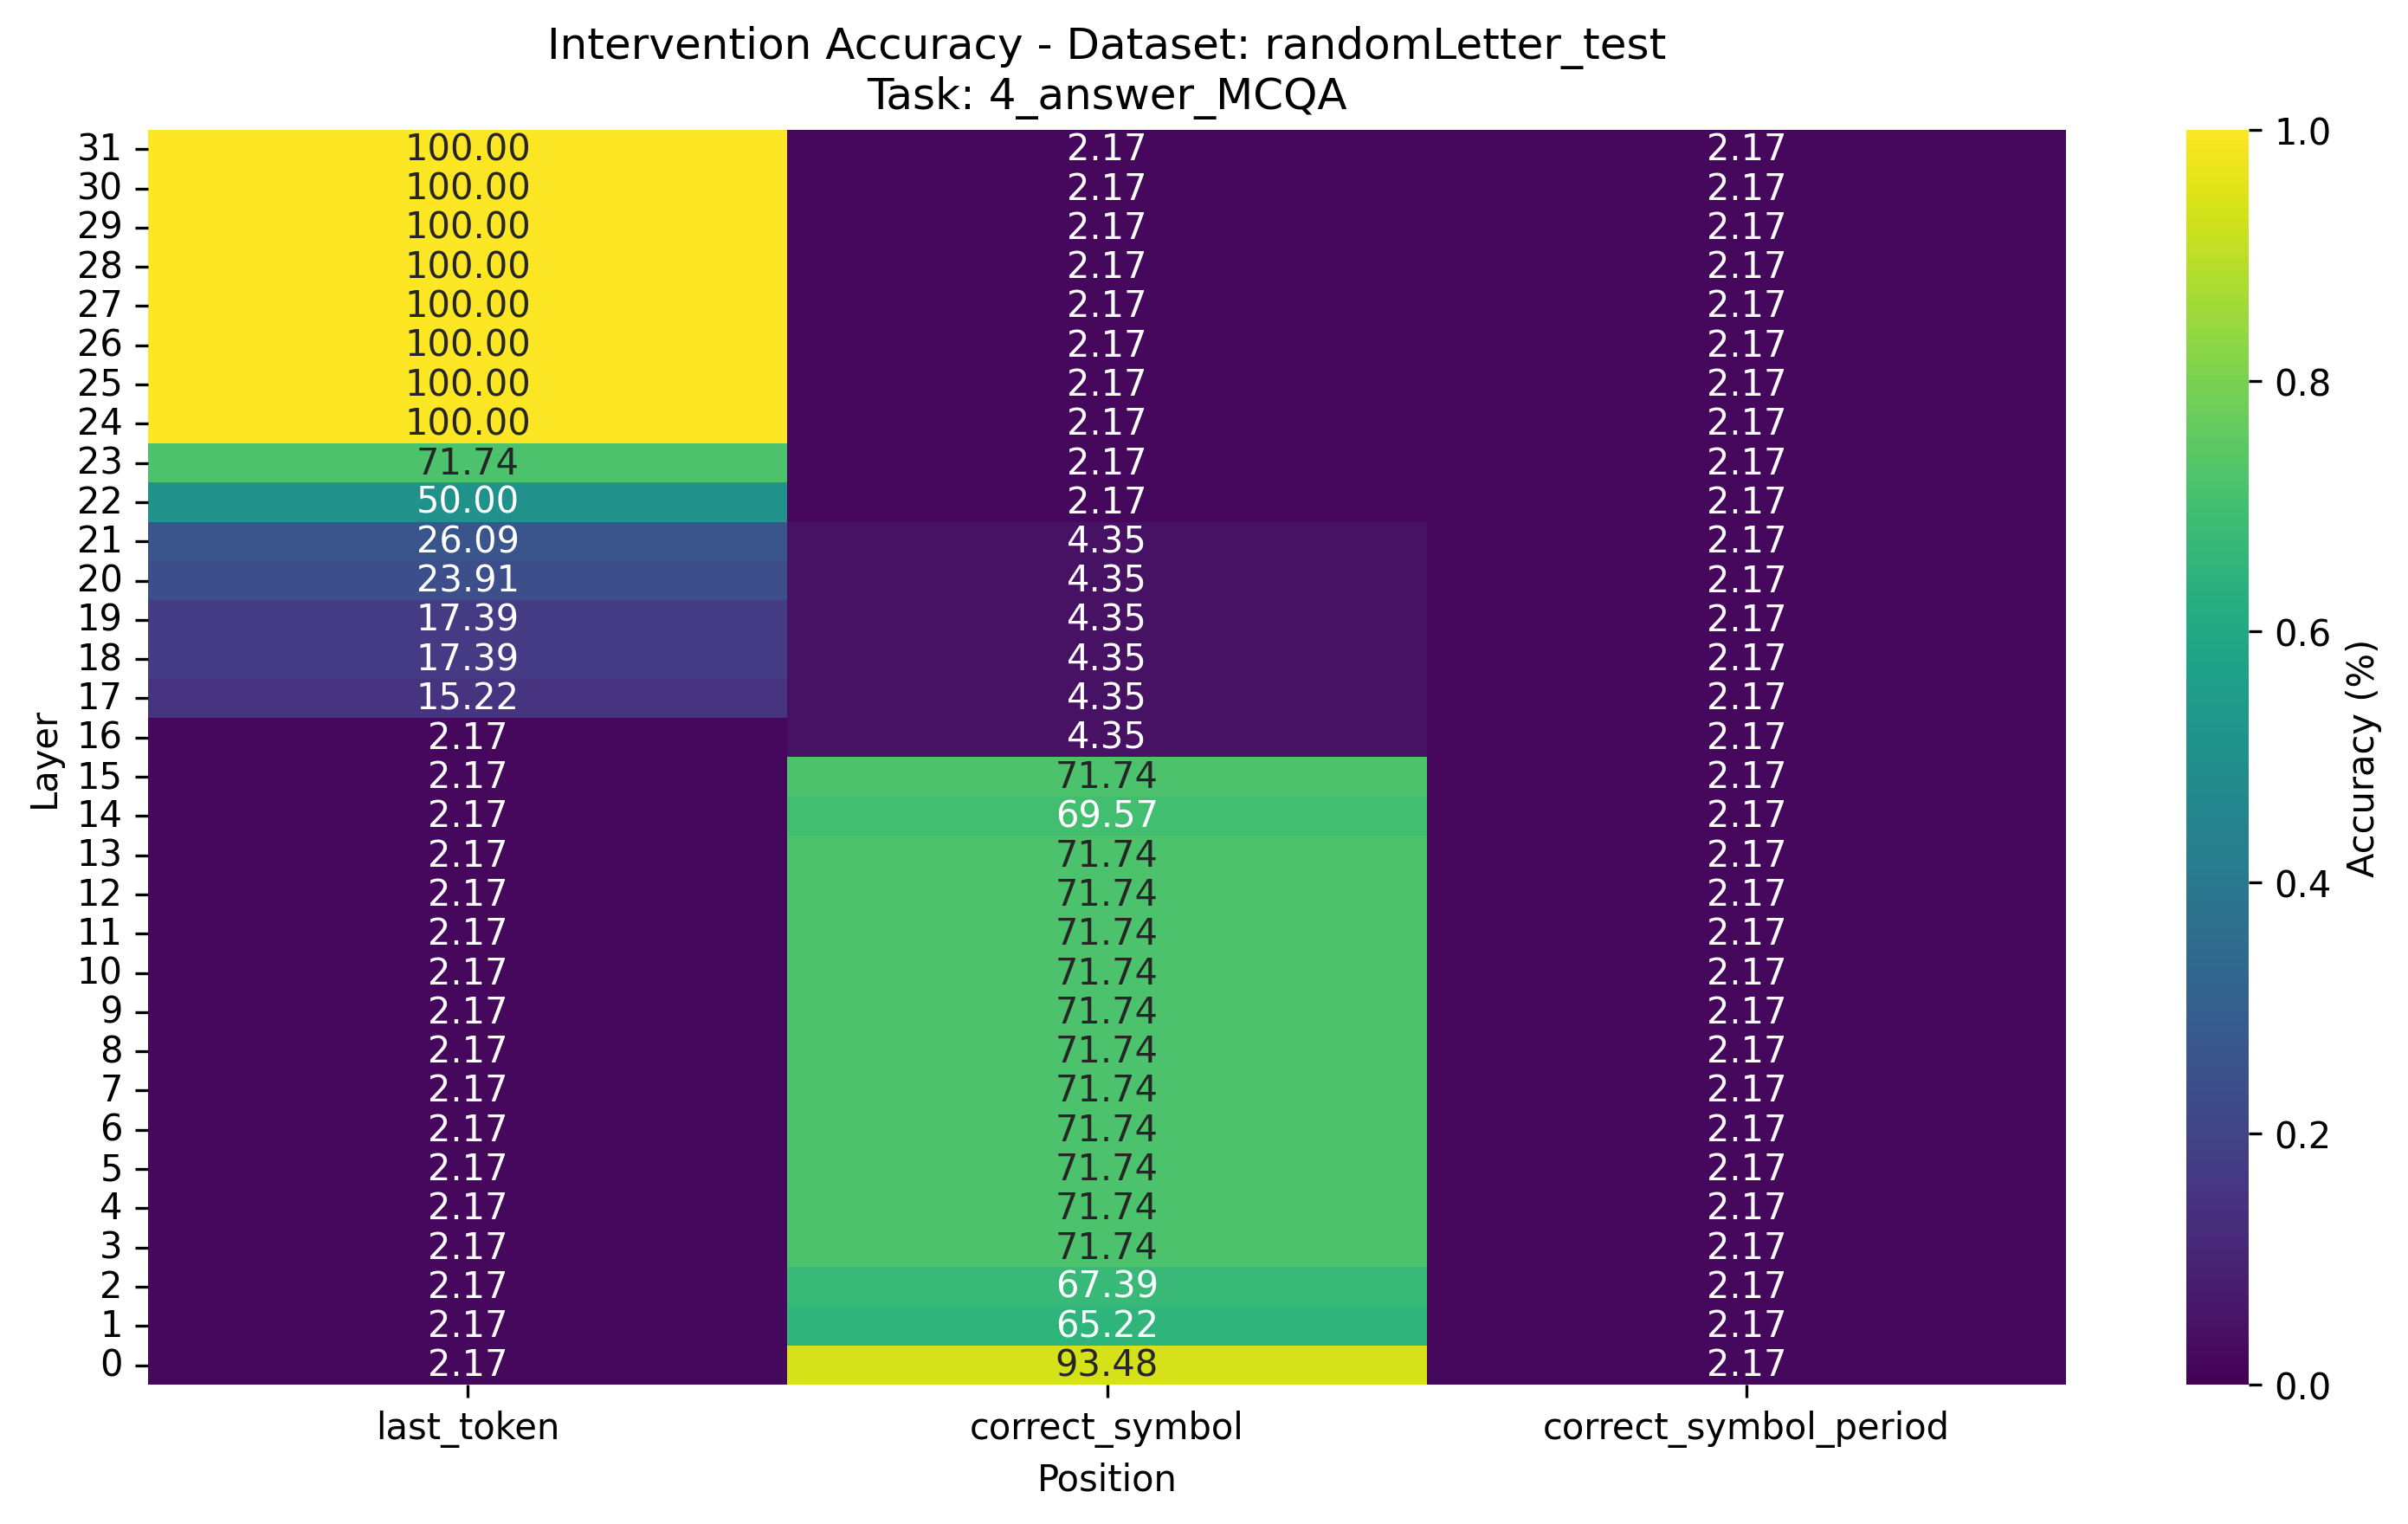 Intervention Accuracy - Dataset: randomLetter_test
Task: 4_answer_MCQA
31 100.00 2.17 2.17
30 100.00 2.17 2.17
29 100.00 2.17 2.17
28 100.00 2.17 2.17
27 100.00 2.17 2.17
26 100.00 2.17 2.17
25 100.00 2.17 2.17
24 100.00 2.17 2.17
23 71.74 2.17 2.17
22 50.00 2.17 2.17
21 26.09 4.35 2.17
20 23.91 4.35 2.17
19 17.39 4.35 2.17
18 17.39 4.35 2.17
17 15.22 4.35 2.17
16 2.17 4.35 2.17
15 2.17 71.74 2.17
14 2.17 69.57 2.17
13 2.17 71.74 2.17
12 2.17 71.74 2.17
11 2.17 71.74 2.17
10 2.17 71.74 2.17
9 2.17 71.74 2.17
8 2.17 71.74 2.17
7 2.17 71.74 2.17
6 2.17 71.74 2.17
5 2.17 71.74 2.17
4 2.17 71.74 2.17
3 2.17 71.74 2.17
2 2.17 67.39 2.17
1 2.17 65.22 2.17
0 2.17 93.48 2.17
last_token correct_symbol correct_symbol_period
Position
Layer
1.0
0.8
0.6
0.4
0.2
0.0
Accuracy (%)